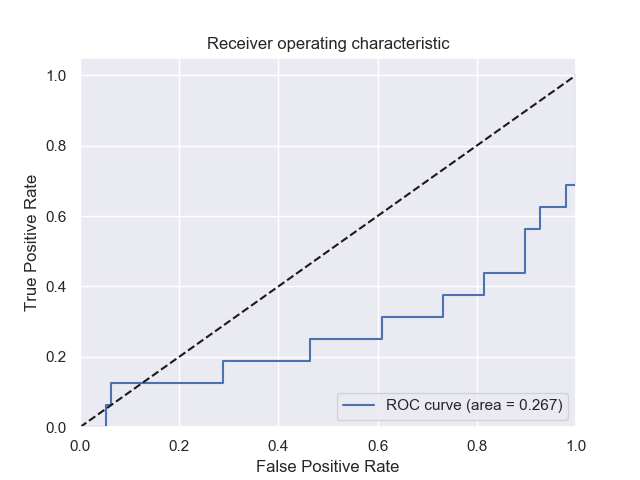 Receiver operating characteristic
True Positive Rate
1.0
0.8
0.6
0.4
0.2
0.0
ROC curve (area = 0.267)
0.0 0.2 0.4 0.6 0.8 1.0
False Positive Rate